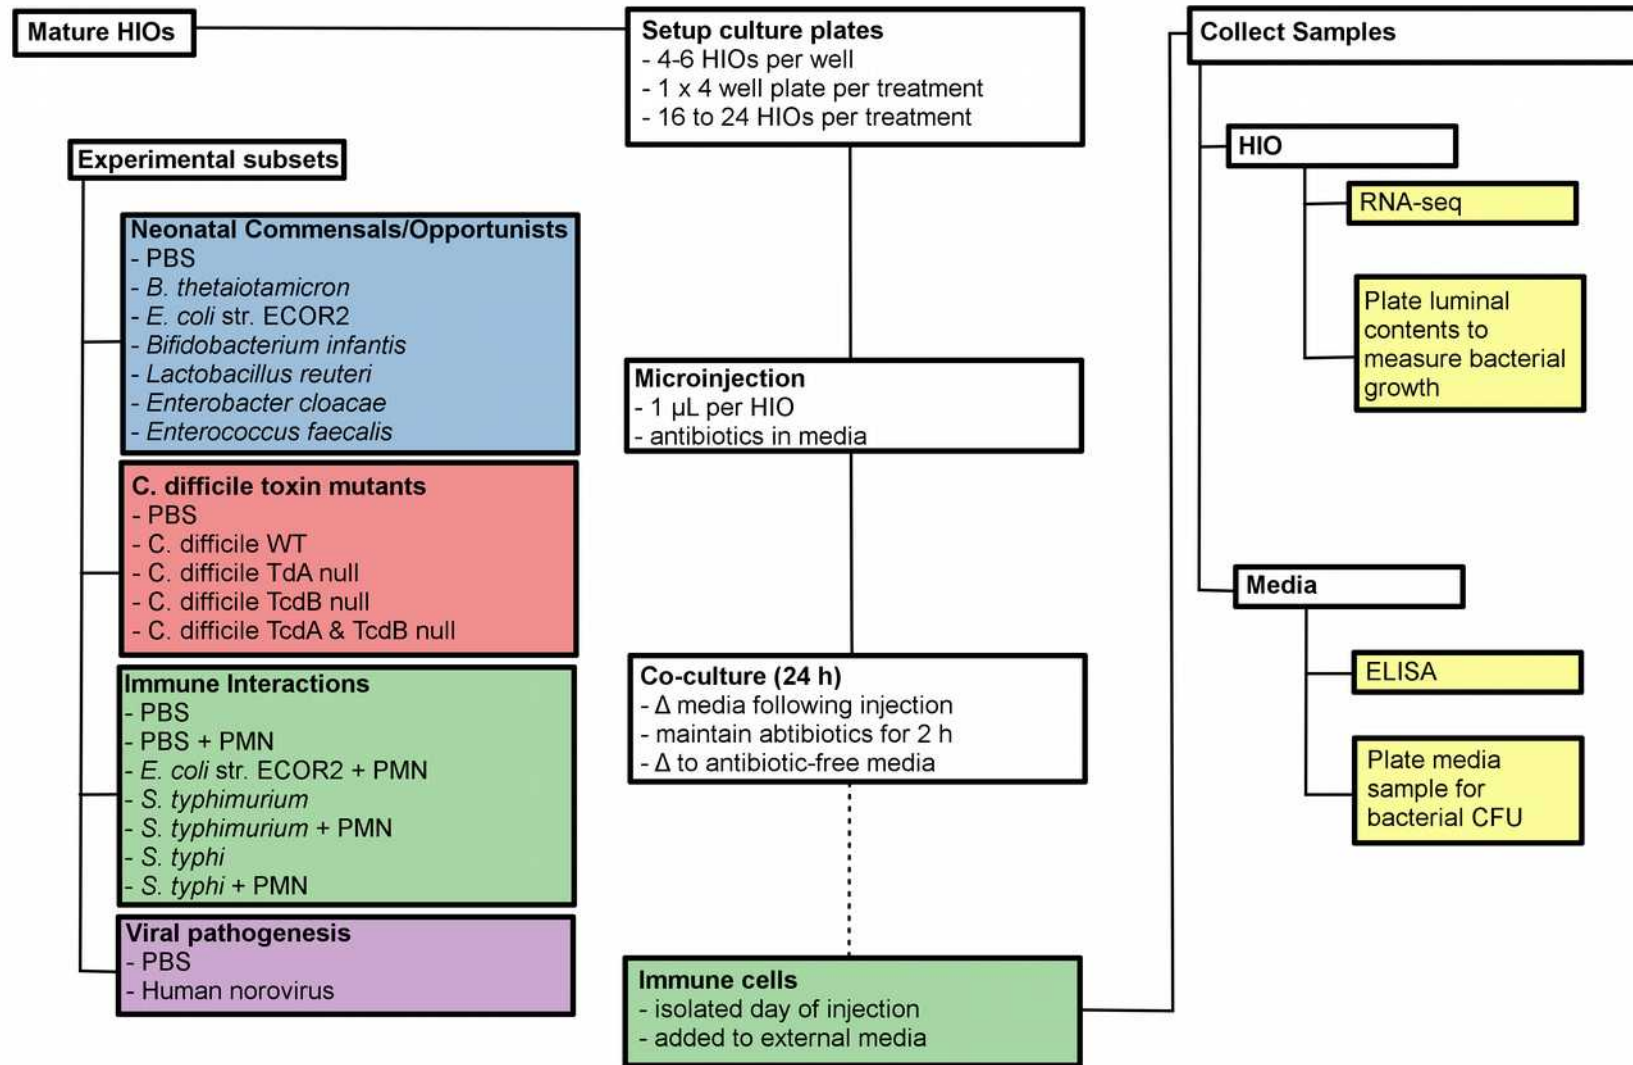 Mature HIOs
Setup culture plates
- 4-6 HIOs per well
- 1 x 4 well plate per treatment
- 16 to 24 HIOs per treatment
Experimental subsets
Neonatal Commensals/Opportunists
- PBS
- B. thetaiotamicron
- E. coli str. ECOR2
- Bifidobacterium infantis
- Lactobacillus reuteri
- Enterobacter cloacae
- Enterococcus faecalis
C. difficile toxin mutants
- PBS
- C. difficile WT
- C. difficile TdA null
- C. difficile TcdB null
- C. difficile TcdA & TcdB null
Immune Interactions
- PBS
- PBS + PMN
- E. coli str. ECOR2 + PMN
- S. typhimurium
- S. typhimurium + PMN
- S. typhi
- S. typhi + PMN
Viral pathogenesis
- PBS
- Human norovirus
Microinjection
- 1 µL per HIO
- antibiotics in media
Co-culture (24 h)
- Δ media following injection
- maintain abtibiotics for 2 h
- Δ to antibiotic-free media
Immune cells
- isolated day of injection
- added to external media
Collect Samples
HIO
RNA-seq
Plate luminal
contents to
measure bacterial
growth
Media
ELISA
Plate media
sample for
bacterial CFU